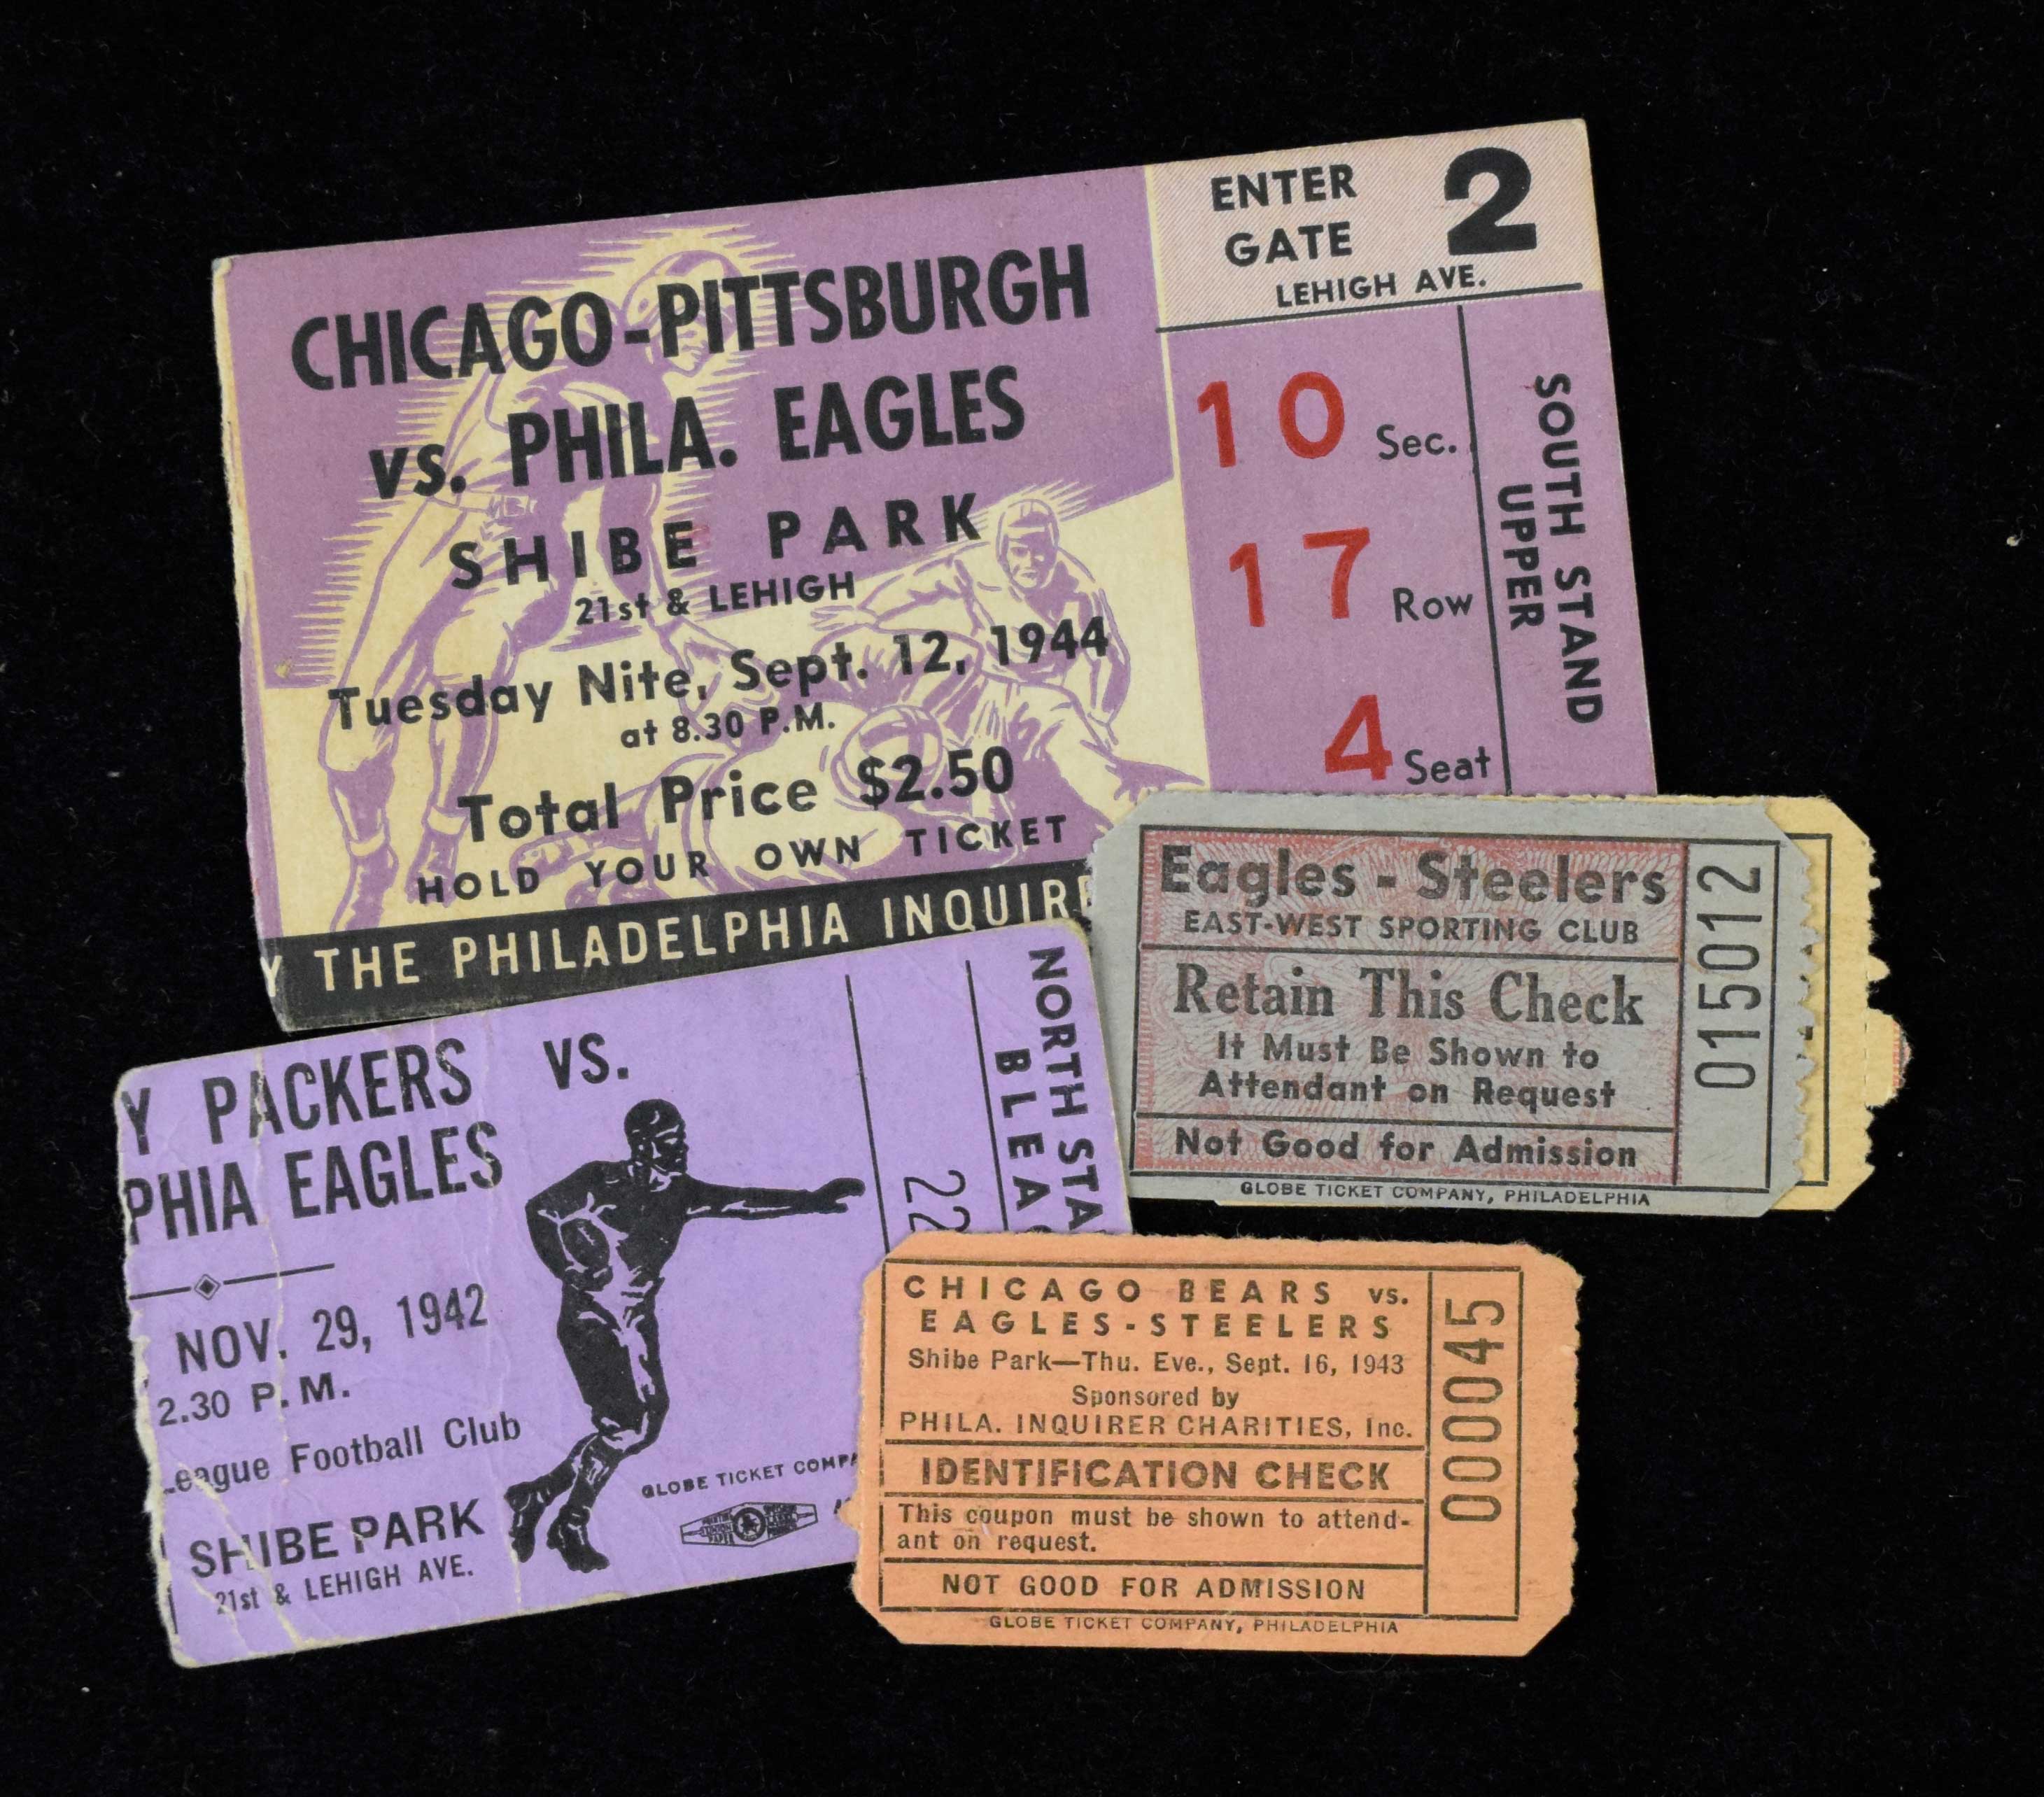 CHICAGO-PITTSBURGH
vs. PHILA. EAGLES
SHIBE PARK
21st & LEHIGH
Tuesday Nite, Sept. 12, 1944
at 8.30 P.M.
Total Price $2.50
HOLD YOUR OWN TICKET
Y THE PHILADELPHIA INQUIRE
ENTER
GATE 2
LEHIGH AVE.
10 Sec.
17 Row
4 Seat
SOUTH STAND
UPPER
Eagles - Steelers
EAST-WEST SPORTING CLUB
Retain This Check
It Must Be Shown to
Attendant on Request
Not Good for Admission
GLOBE TICKET COMPANY, PHILADELPHIA
015012
Y PACKERS vs.
PHIA EAGLES
NOV. 29, 1942
2.30 P. M.
League Football Club
SHIBE PARK
21st & LEHIGH AVE.
GLOBE TICKET COMPA
22
NORTH STA
BLEAC
CHICAGO BEARS vs.
EAGLES-STEELERS
Shibe Park—Thu. Eve., Sept. 16, 1943
Sponsored by
PHILA. INQUIRER CHARITIES, Inc.
IDENTIFICATION CHECK
This coupon must be shown to attend-
ant on request.
NOT GOOD FOR ADMISSION
GLOBE TICKET COMPANY, PHILADELPHIA
000045